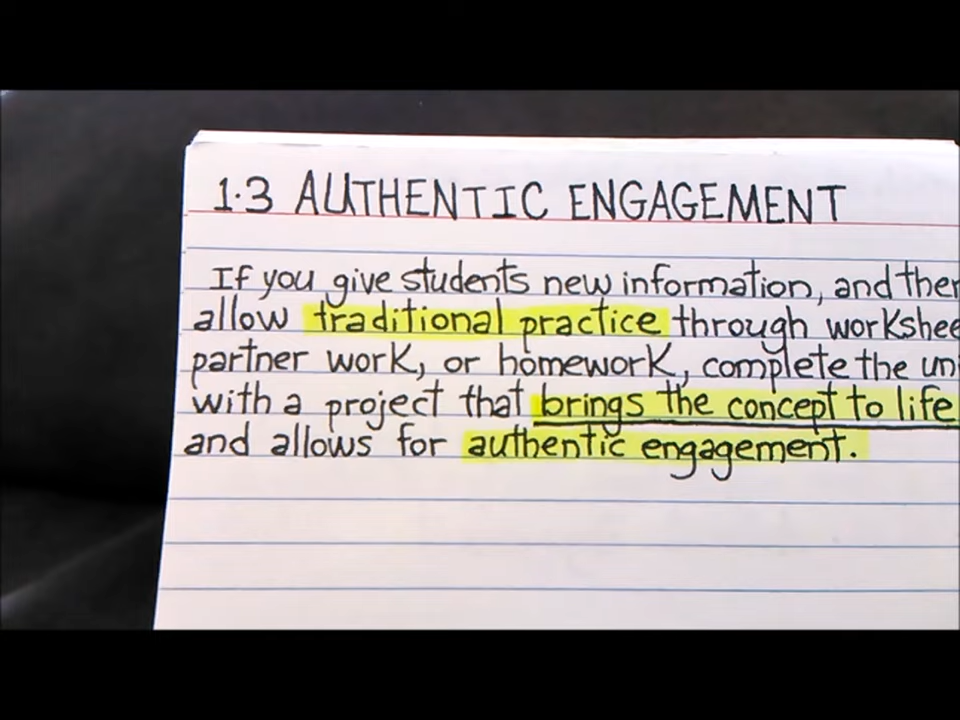 1.3 AUTHENTIC ENGAGEMENT
If you give students new information, and then
allow traditional practice through
partner work, or homework, complete the
with a project that brings the concept to life
and allows for authentic engagement.